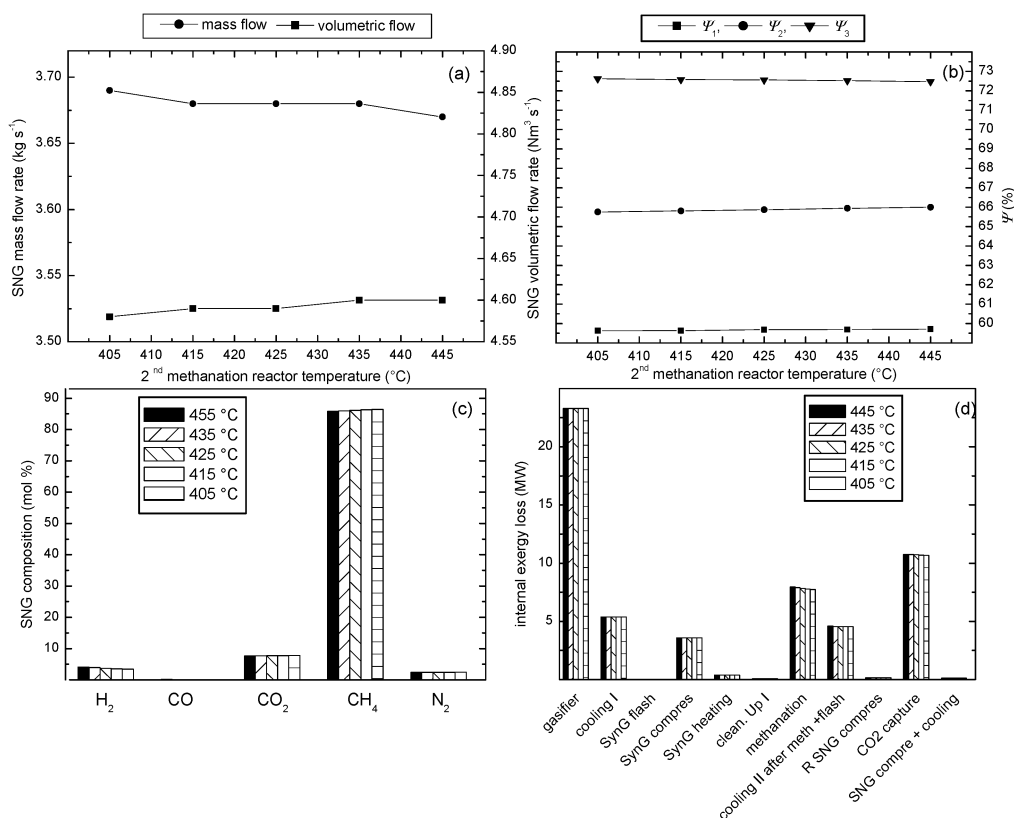 mass flow volumetric flow
Ψ1, Ψ2, Ψ3
(a)
3.70
3.65
3.60
3.55
3.50
SNG mass flow rate (kg s-1)
4.90
4.85
4.80
4.75
4.70
4.65
4.60
4.55
SNG volumetric flow rate (Nm3 s-1)
405 410 415 420 425 430 435 440 445
2nd methanation reactor temperature (°C)
(b)
73
72
71
70
69
68
67
66
65
64
63
62
61
60
59
Ψ (%)
405 410 415 420 425 430 435 440 445
2nd methanation reactor temperature (°C)
(c)
90
80
70
60
50
40
30
20
10
SNG composition (mol %)
455 °C
435 °C
425 °C
415 °C
405 °C
H2 CO CO2 CH4 N2
(d)
20
15
10
5
internal exergy loss (MW)
445 °C
435 °C
425 °C
415 °C
405 °C
gasifier
cooling I
SynG flash
SynG compres
SynG heating
clean. Up I
methanation
cooling II after meth +flash
R SNG compres
CO2 capture
SNG compre + cooling